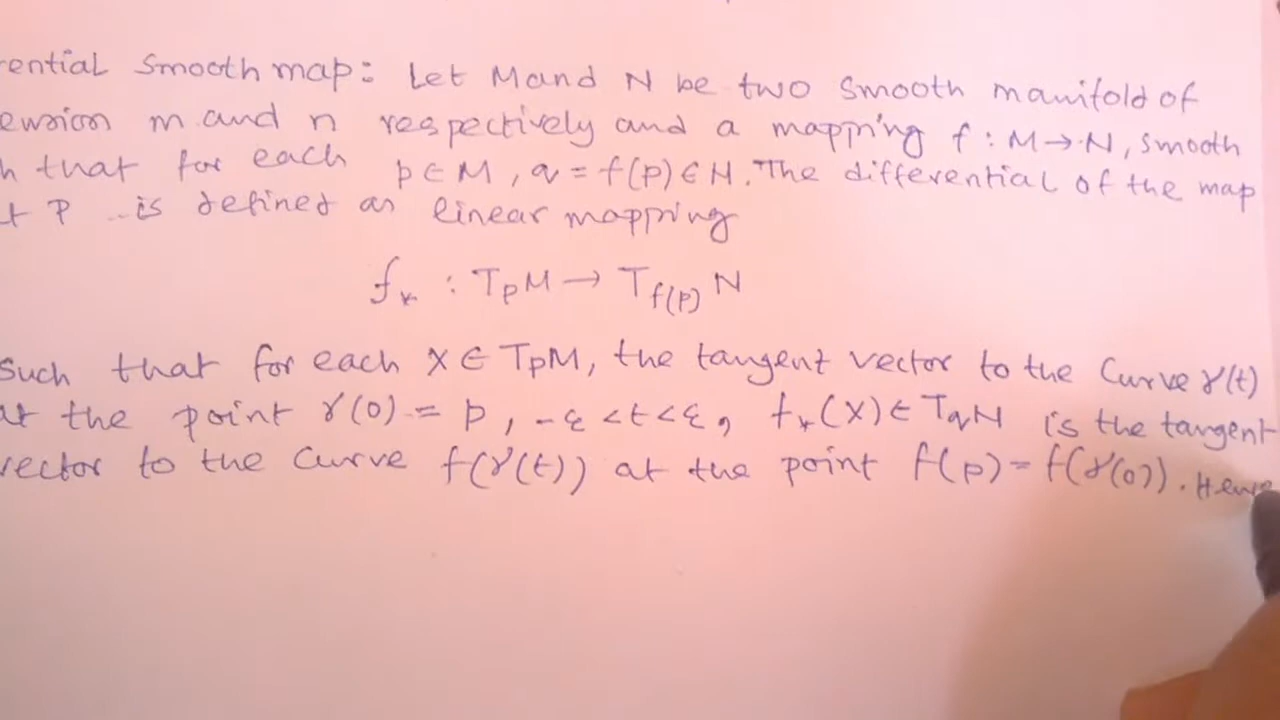 rential Smooth map: Let M and N be two smooth manifold of
ension m and n respectively and a mapping f : M → N, smooth
h that for each p ∈ M, q = f(p) ∈ N. The differential of the map
t P is defined as linear mapping
f* : TpM → Tf(p) N
Such that for each X ∈ TpM, the tangent vector to the Curve γ(t)
at the point γ(0) = p, -ε < t < ε, f*(X) ∈ TqN is the tangent
vector to the curve f(γ(t)) at the point f(p) = f(γ(0)). Hence